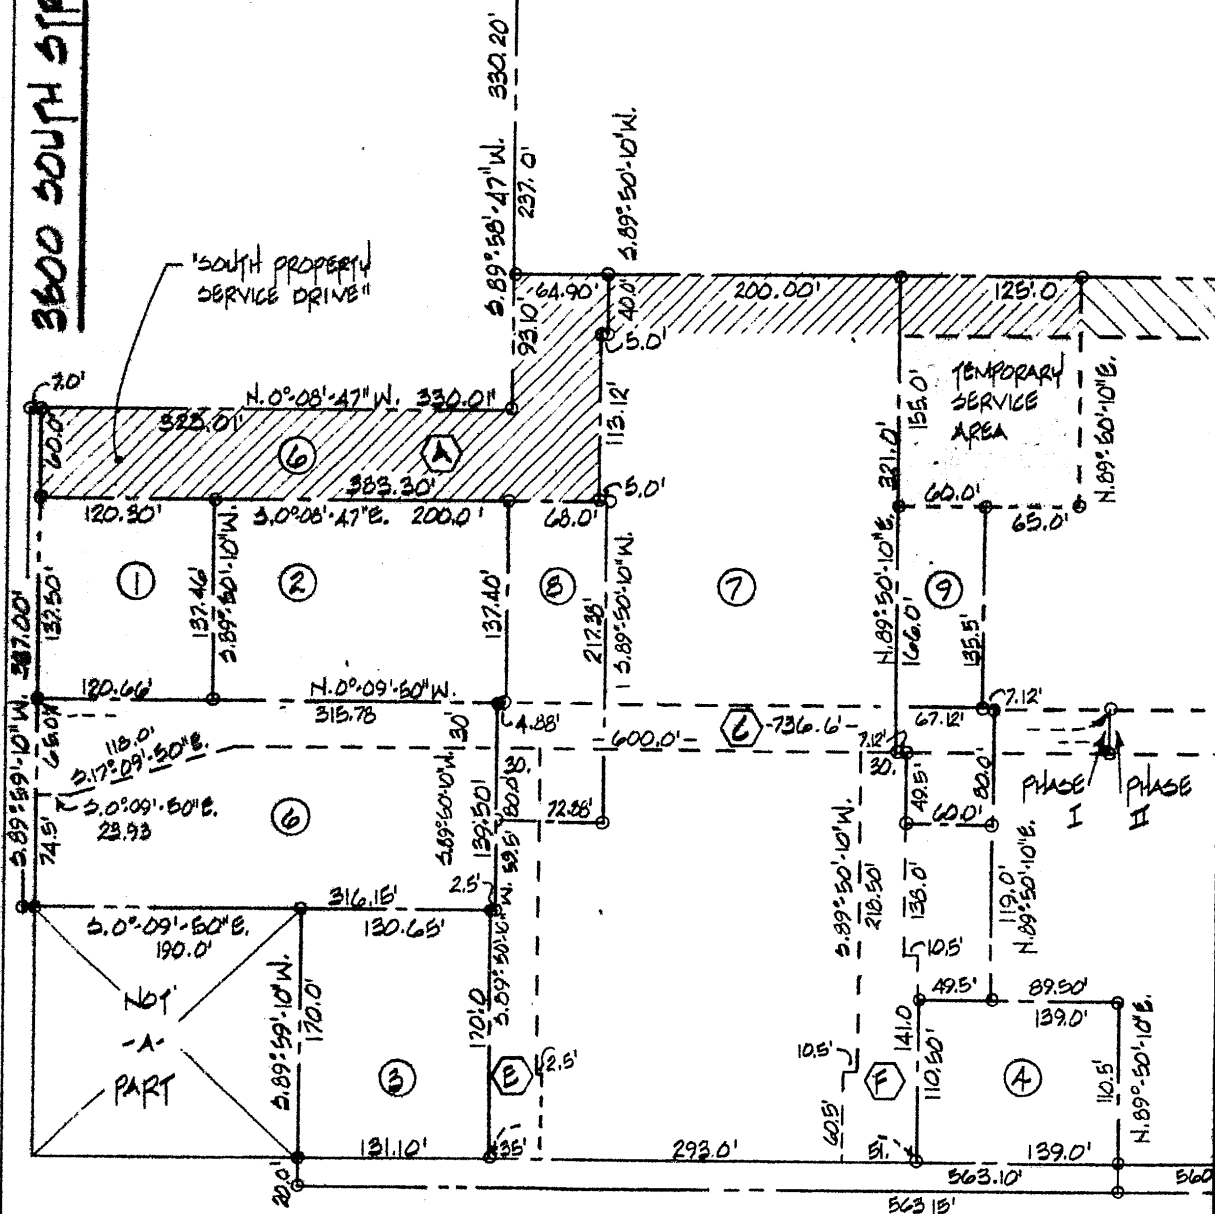 3500 SOUTH
330.20'
S.89°-58'-47"W.
237.0'
S.89°-50'-10"W.
"SOUTH PROPERTY
SERVICE DRIVE"
64.90'
40.0'
200.00'
125.0
93.10'
5.0'
7.0'
N.0°-08'-47"W.
330.01'
323.01'
60.0'
6
A
113.12'
155.0'
321.0'
TEMPORARY
SERVICE
AREA
N.89°-50'-10"E.
383.30'
5.0'
120.30'
S.0°-08'-47"E.
200.0'
68.0'
60.0'
65.0'
1
137.50'
137.46'
S.89°-50'-10"W.
2
137.40'
8
217.38'
S.89°-50'-10"W.
7
N.89°-50'-10"E.
166.0'
9
135.5'
387.00'
S.89°-59'-10"W.
120.66'
N.0°-09'-50"W.
315.78
4.88'
7.12'
67.12'
65.0'
118.0'
S.17°-09'-50"E.
30'
600.0'
736.6'
7.12'
30.
S.0°-09'-50"E.
23.93
74.5'
6
S.89°-50'-10"W.
139.50'
30.
80.0'
59.5'
72.88'
49.5'
60.0'
80.0'
PHASE
I
PHASE
II
316.15'
2.5'
S.0°-09'-50"E.
190.0'
130.65'
S.89°-50'-10"W.
218.50'
138.0'
119.0'
N.89°-50'-10"E.
10.5'
49.5'
89.50'
139.0'
NOT
-A-
PART
S.89°-59'-10"W.
170.0'
170.0
3
E
2.5'
10.5'
F
141.0
110.50'
4
110.5'
N.89°-50'-10"E.
60.5'
131.10'
35'
293.0'
51.'
139.0'
20.0'
563.10'
560
563.15'